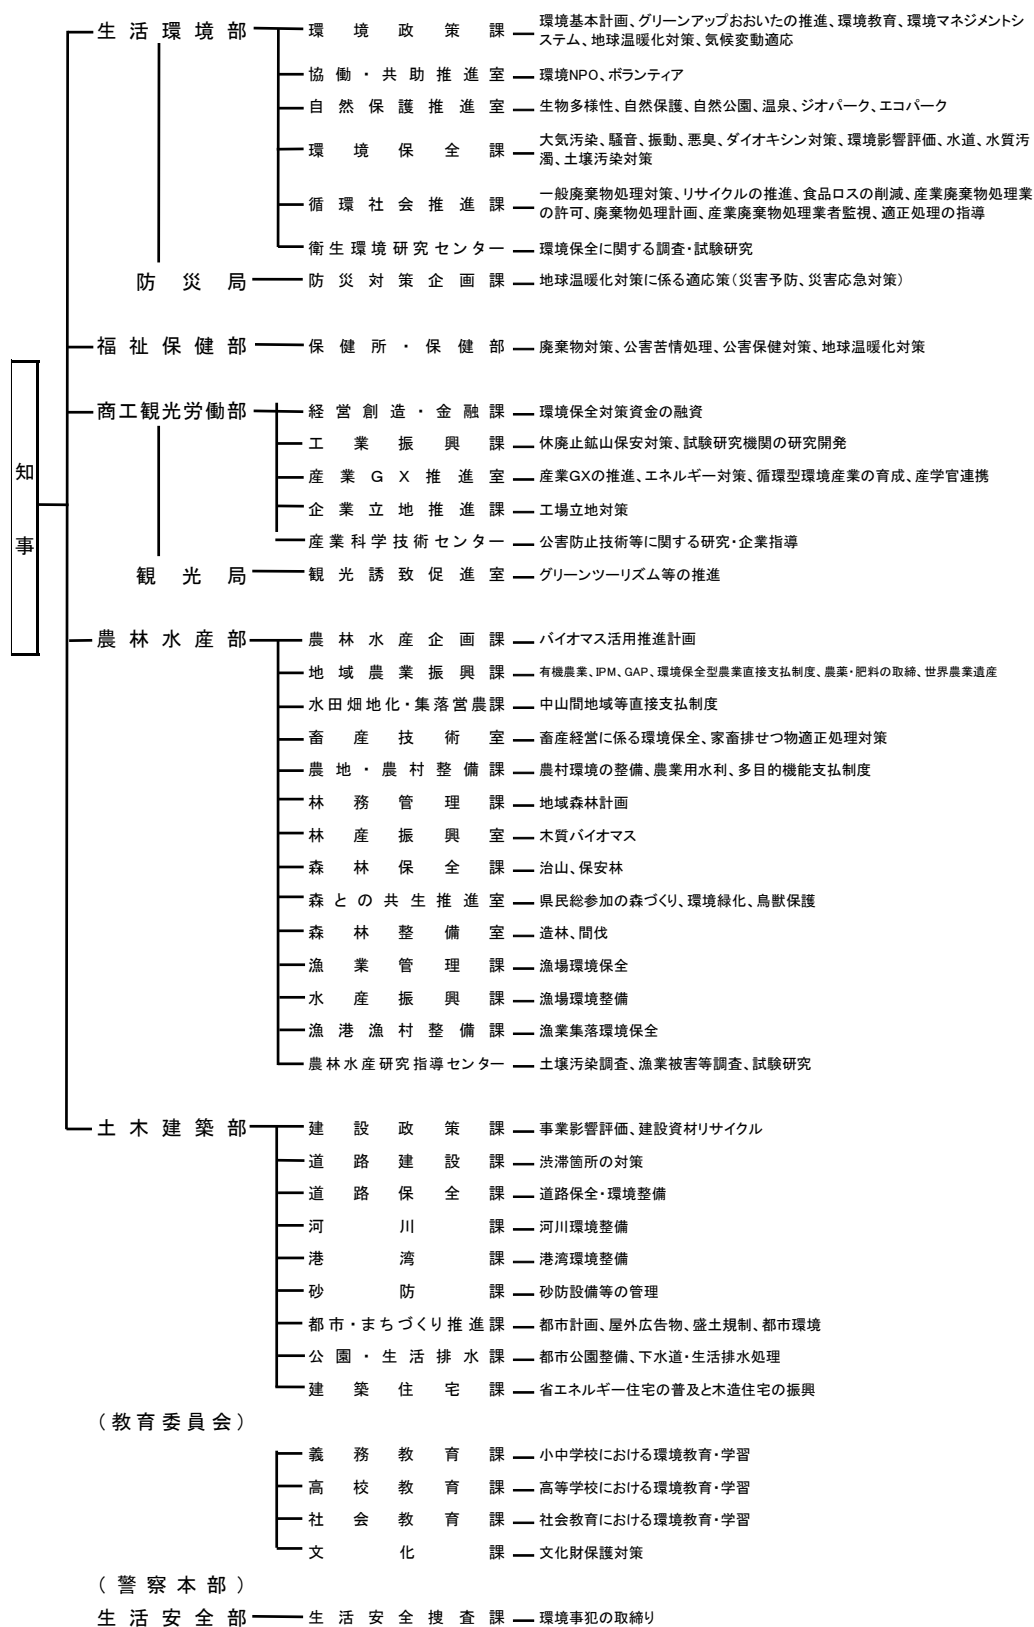 生活環境部 環境政策課 環境基本計画、グリーンアップおおいたの推進、環境教育、環境マネジメントシ
ステム、地球温暖化対策、気候変動適応
協働・共助推進室 環境NPO、ボランティア
自然保護推進室 生物多様性、自然保護、自然公園、温泉、ジオパーク、エコパーク
環境保全課 大気汚染、騒音、振動、悪臭、ダイオキシン対策、環境影響評価、水道、水質汚
濁、土壌汚染対策
循環社会推進課 一般廃棄物処理対策、リサイクルの推進、食品ロスの削減、産業廃棄物処理業
の許可、廃棄物処理計画、産業廃棄物処理業者監視、適正処理の指導
衛生環境研究センター 環境保全に関する調査・試験研究
防災局 防災対策企画課 地球温暖化対策に係る適応策(災害予防、災害応急対策)
福祉保健部 保健所・保健部 廃棄物対策、公害苦情処理、公害保健対策、地球温暖化対策
知事
商工観光労働部 経営創造・金融課 環境保全対策資金の融資
工業振興課 休廃止鉱山保安対策、試験研究機関の研究開発
産業GX推進室 産業GXの推進、エネルギー対策、循環型環境産業の育成、産学官連携
企業立地推進課 工場立地対策
産業科学技術センター 公害防止技術等に関する研究・企業指導
観光局 観光誘致促進室 グリーンツーリズム等の推進
農林水産部 農林水産企画課 バイオマス活用推進計画
地域農業振興課 有機農業、IPM、GAP、環境保全型農業直接支払制度、農薬・肥料の取締、世界農業遺産
水田畑地化・集落営農課 中山間地域等直接支払制度
畜産技術室 畜産経営に係る環境保全、家畜排せつ物適正処理対策
農地・農村整備課 農村環境の整備、農業用水利、多目的機能支払制度
林務管理課 地域森林計画
林産振興室 木質バイオマス
森林保全課 治山、保安林
森との共生推進室 県民総参加の森づくり、環境緑化、鳥獣保護
森林整備室 造林、間伐
漁業管理課 漁場環境保全
水産振興課 漁場環境整備
漁港漁村整備課 漁業集落環境保全
農林水産研究指導センター 土壌汚染調査、漁業被害等調査、試験研究
土木建築部 建設政策課 事業影響評価、建設資材リサイクル
道路建設課 渋滞箇所の対策
道路保全課 道路保全・環境整備
河川課 河川環境整備
港湾課 港湾環境整備
砂防課 砂防設備等の管理
都市・まちづくり推進課 都市計画、屋外広告物、盛土規制、都市環境
公園・生活排水課 都市公園整備、下水道・生活排水処理
建築住宅課 省エネルギー住宅の普及と木造住宅の振興
(教育委員会)
義務教育課 小中学校における環境教育・学習
高校教育課 高等学校における環境教育・学習
社会教育課 社会教育における環境教育・学習
文化課 文化財保護対策
(警察本部)
生活安全部 生活安全捜査課 環境事犯の取締り